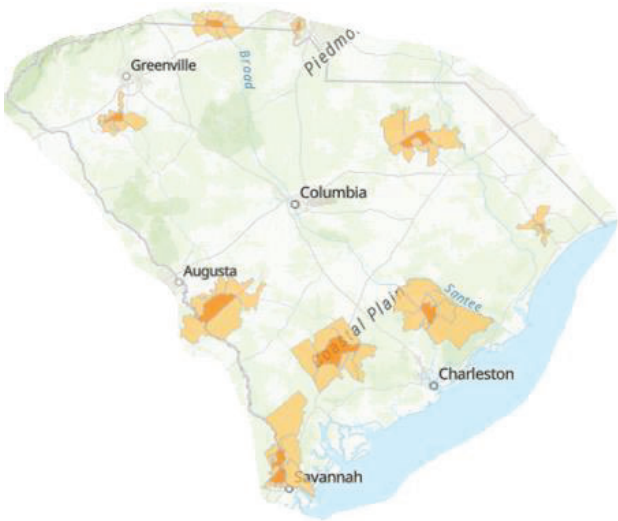 Piedmo
Greenville
Broad
Columbia
Augusta
Santee
Coastal Plain
Charleston
Savannah